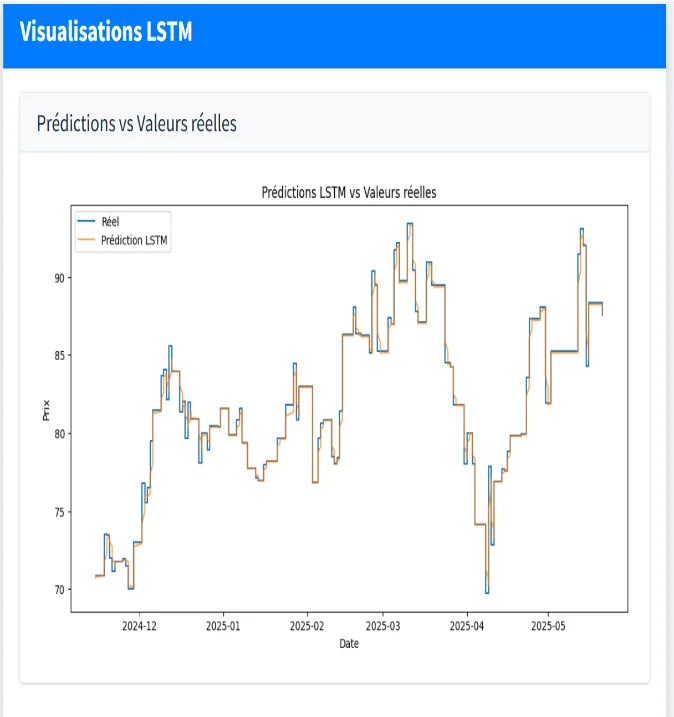 Visualisations LSTM
Prédictions vs Valeurs réelles
Prédictions LSTM vs Valeurs réelles
Réel
Prédiction LSTM
90
85
80
75
70
Prix
2024-12 2025-01 2025-02 2025-03 2025-04 2025-05
Date